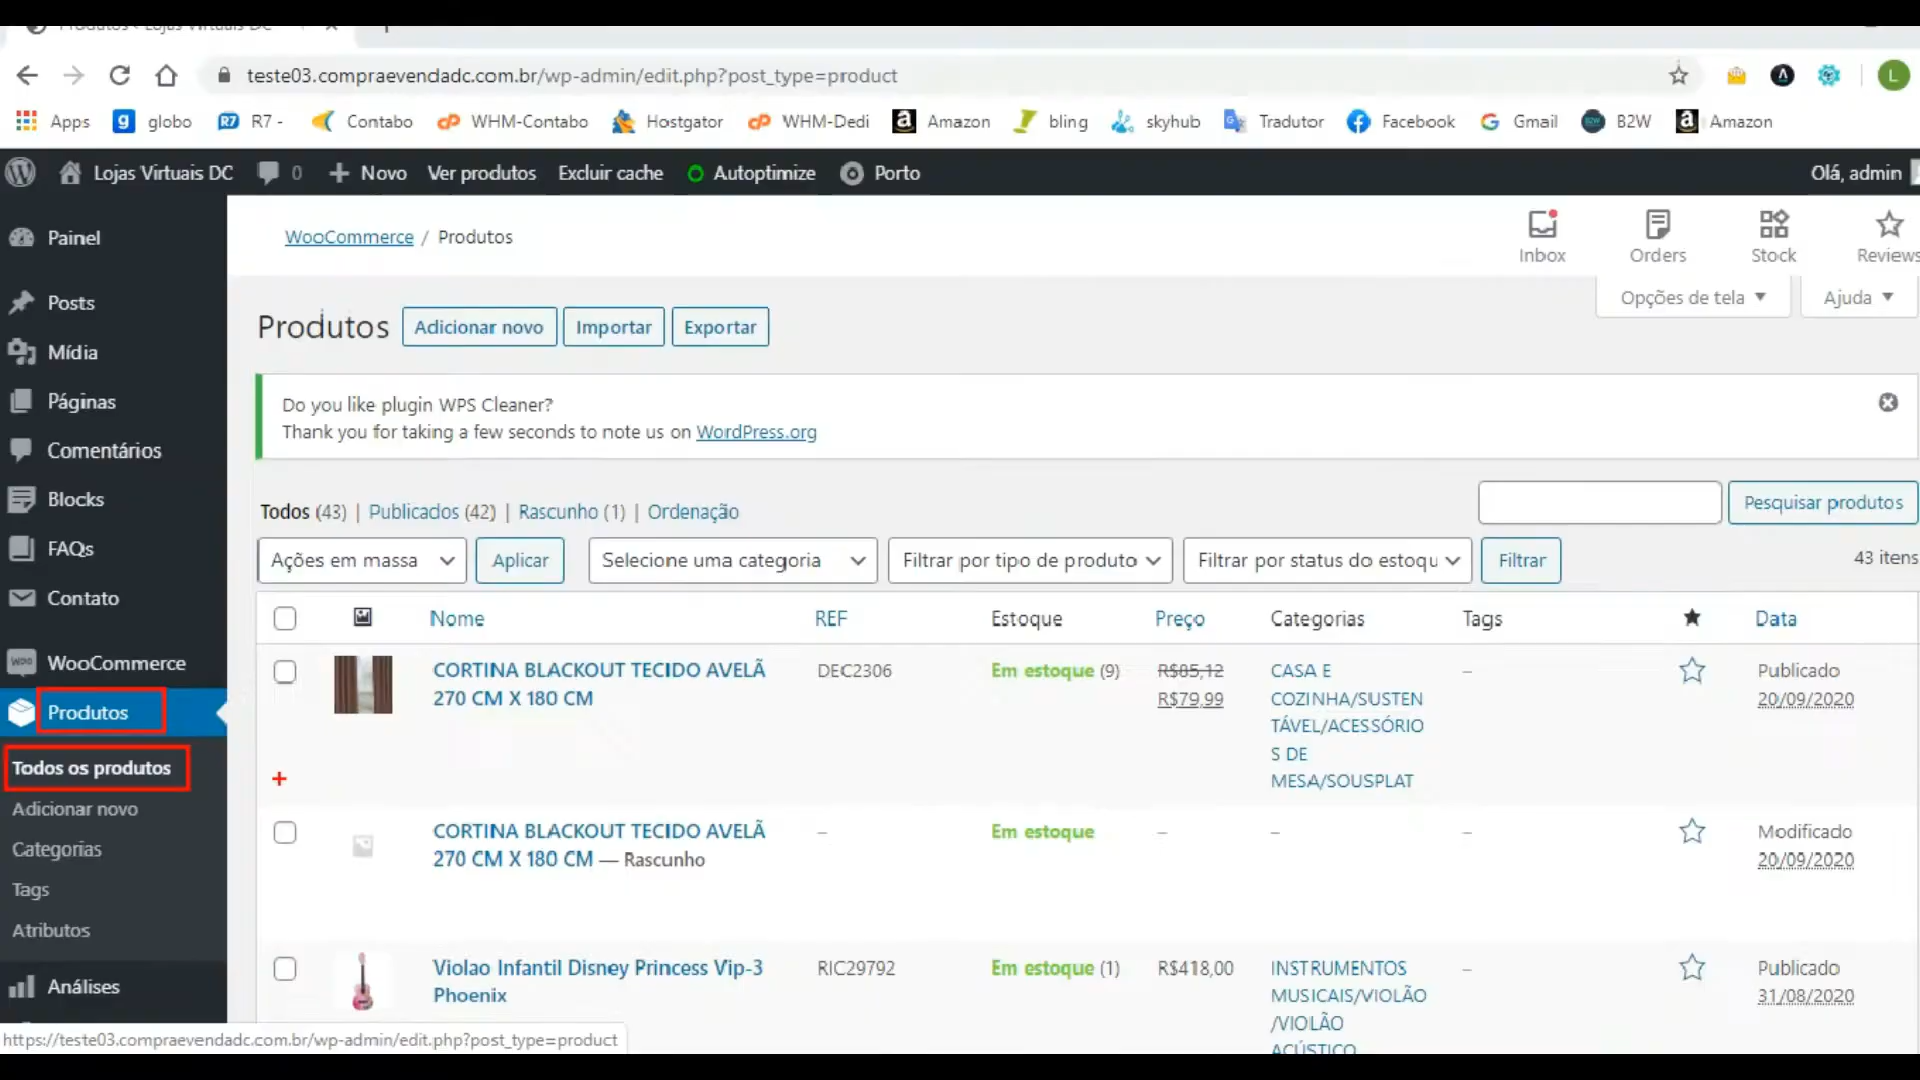 Produtos ‹ Lojas Virtuais DC
teste03.compraevendadc.com.br/wp-admin/edit.php?post_type=product
L
Apps globo R7 - Contabo WHM-Contabo Hostgator WHM-Dedi Amazon bling skyhub Tradutor Facebook Gmail B2W Amazon
Lojas Virtuais DC 0 Novo Ver produtos Excluir cache Autoptimize Porto Olá, admin
Painel
Posts
Mídia
Páginas
Comentários
Blocks
FAQs
Contato
WooCommerce
Produtos
Todos os produtos
Adicionar novo
Categorias
Tags
Atributos
Análises
WooCommerce / Produtos
Inbox Orders Stock Reviews
Opções de tela Ajuda
Produtos Adicionar novo Importar Exportar
Do you like plugin WPS Cleaner?
Thank you for taking a few seconds to note us on WordPress.org
Todos (43) | Publicados (42) | Rascunho (1) | Ordenação
Pesquisar produtos
Ações em massa Aplicar Selecione uma categoria Filtrar por tipo de produto Filtrar por status do estoqu Filtrar 43 itens
Nome REF Estoque Preço Categorias Tags Data
CORTINA BLACKOUT TECIDO AVELÃ
270 CM X 180 CM
DEC2306
Em estoque (9)
R$85,12
R$79,99
CASA E
COZINHA/SUSTEN
TÁVEL/ACESSÓRIO
S DE
MESA/SOUSPLAT
–
Publicado
20/09/2020
CORTINA BLACKOUT TECIDO AVELÃ
270 CM X 180 CM — Rascunho
–
Em estoque
–
–
–
Modificado
20/09/2020
Violao Infantil Disney Princess Vip-3
Phoenix
RIC29792
Em estoque (1)
R$418,00
INSTRUMENTOS
MUSICAIS/VIOLÃO
/VIOLÃO
ACÚSTICO
–
Publicado
31/08/2020
https://teste03.compraevendadc.com.br/wp-admin/edit.php?post_type=product